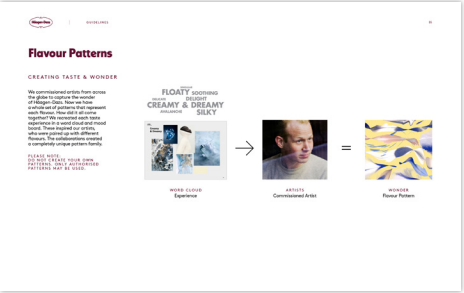 Häagen-Dazs
GUIDELINES
Flavour Patterns
CREATING TASTE & WONDER
We commissioned artists from across
the globe to capture the wonder
of Häagen-Dazs. Now we have
a whole set of patterns that represent
each flavour. How did it all come
together? We recreated each taste
experience in a word cloud and mood
board. These inspired our artists,
who were paired up with different
flavours. The collaborations created
a completely unique pattern family.
PLEASE NOTE:
DO NOT CREATE YOUR OWN
PATTERNS. ONLY AUTHORISED
PATTERNS MAY BE USED.
FLOATY SOOTHING
DELIGHT
CREAMY & DREAMY
AVALANCHE SILKY
=
WORD CLOUD
Experience
ARTISTS
Commissioned Artist
WONDER
Flavour Pattern